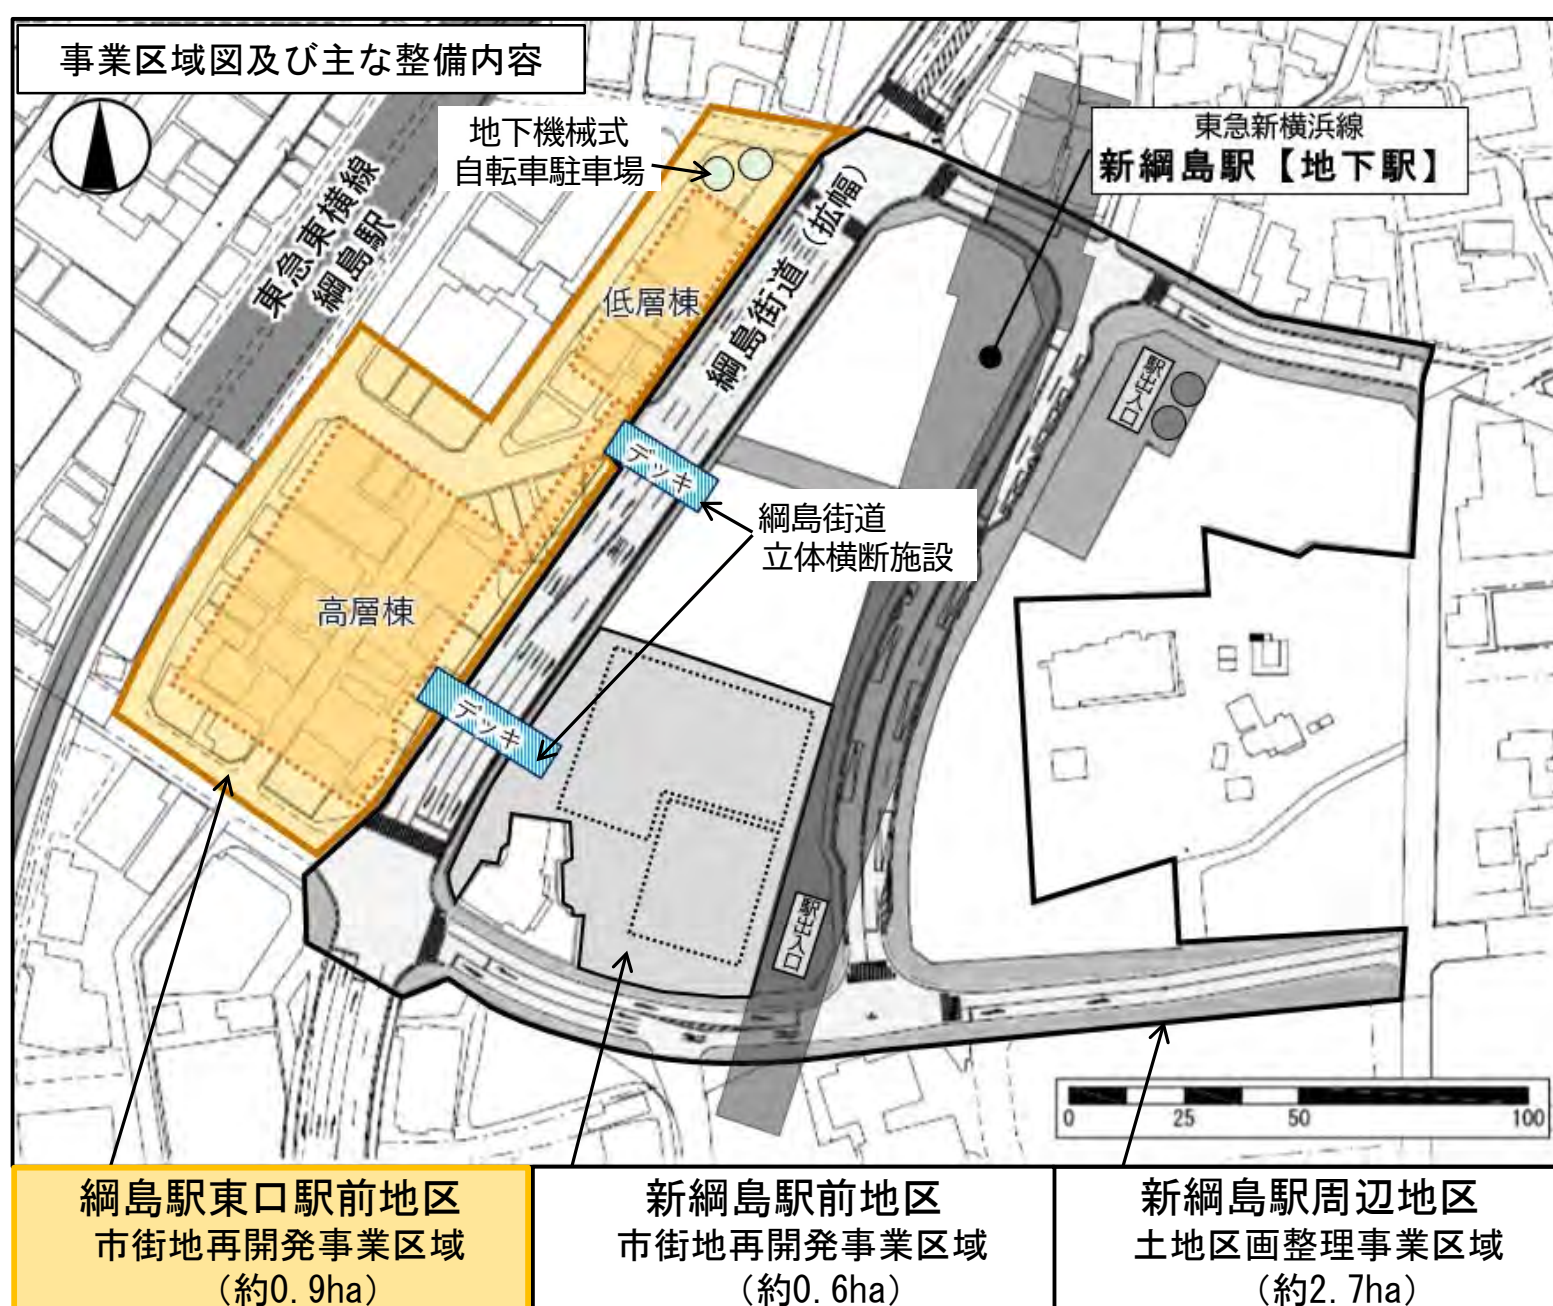 事業区域図及び主な整備内容
地下機械式
自転車駐車場
東急新横浜線
新綱島駅【地下駅】
東急東横線
綱島駅
綱島街道(拡幅)
低層棟
駅出入口
デッキ
綱島街道
立体横断施設
高層棟
デッキ
駅出入口
0 25 50 100
綱島駅東口駅前地区
市街地再開発事業区域
(約0.9ha)
新綱島駅前地区
市街地再開発事業区域
(約0.6ha)
新綱島駅周辺地区
土地区画整理事業区域
(約2.7ha)